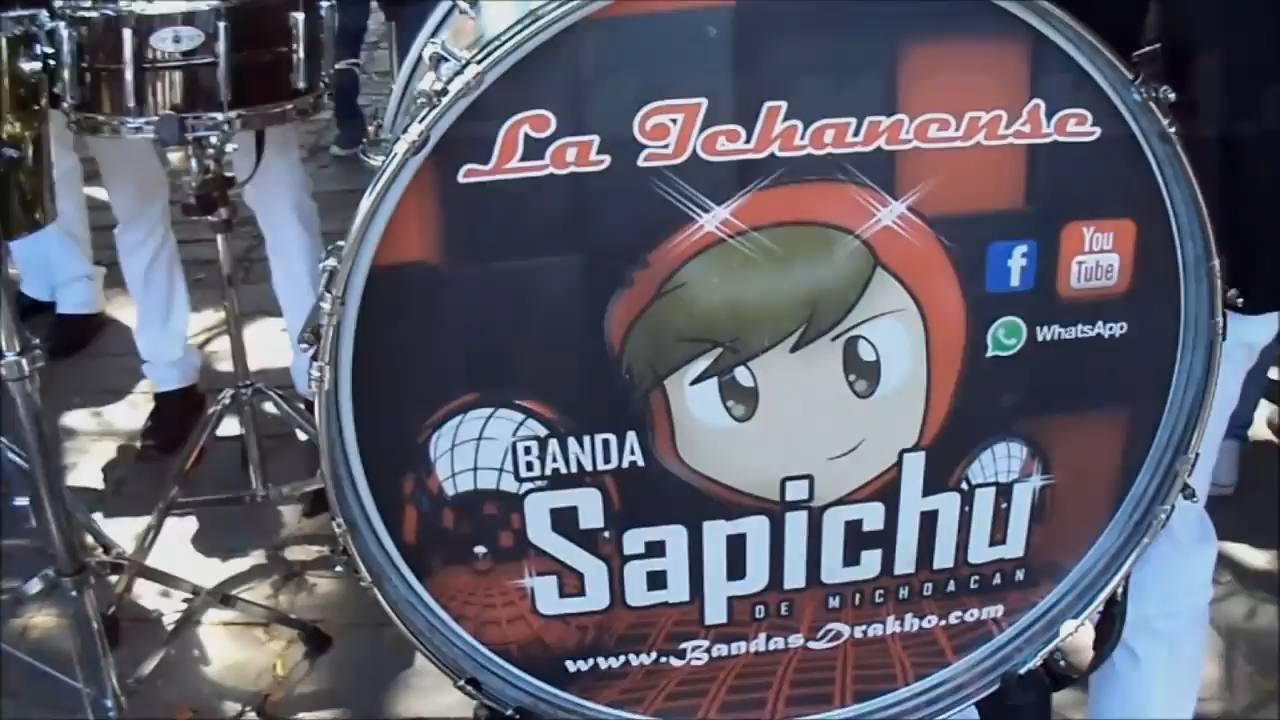 La Ichanense
f
You
Tube
WhatsApp
BANDA
Sapichu
DE MICHOACAN
www.BandasDrakho.com